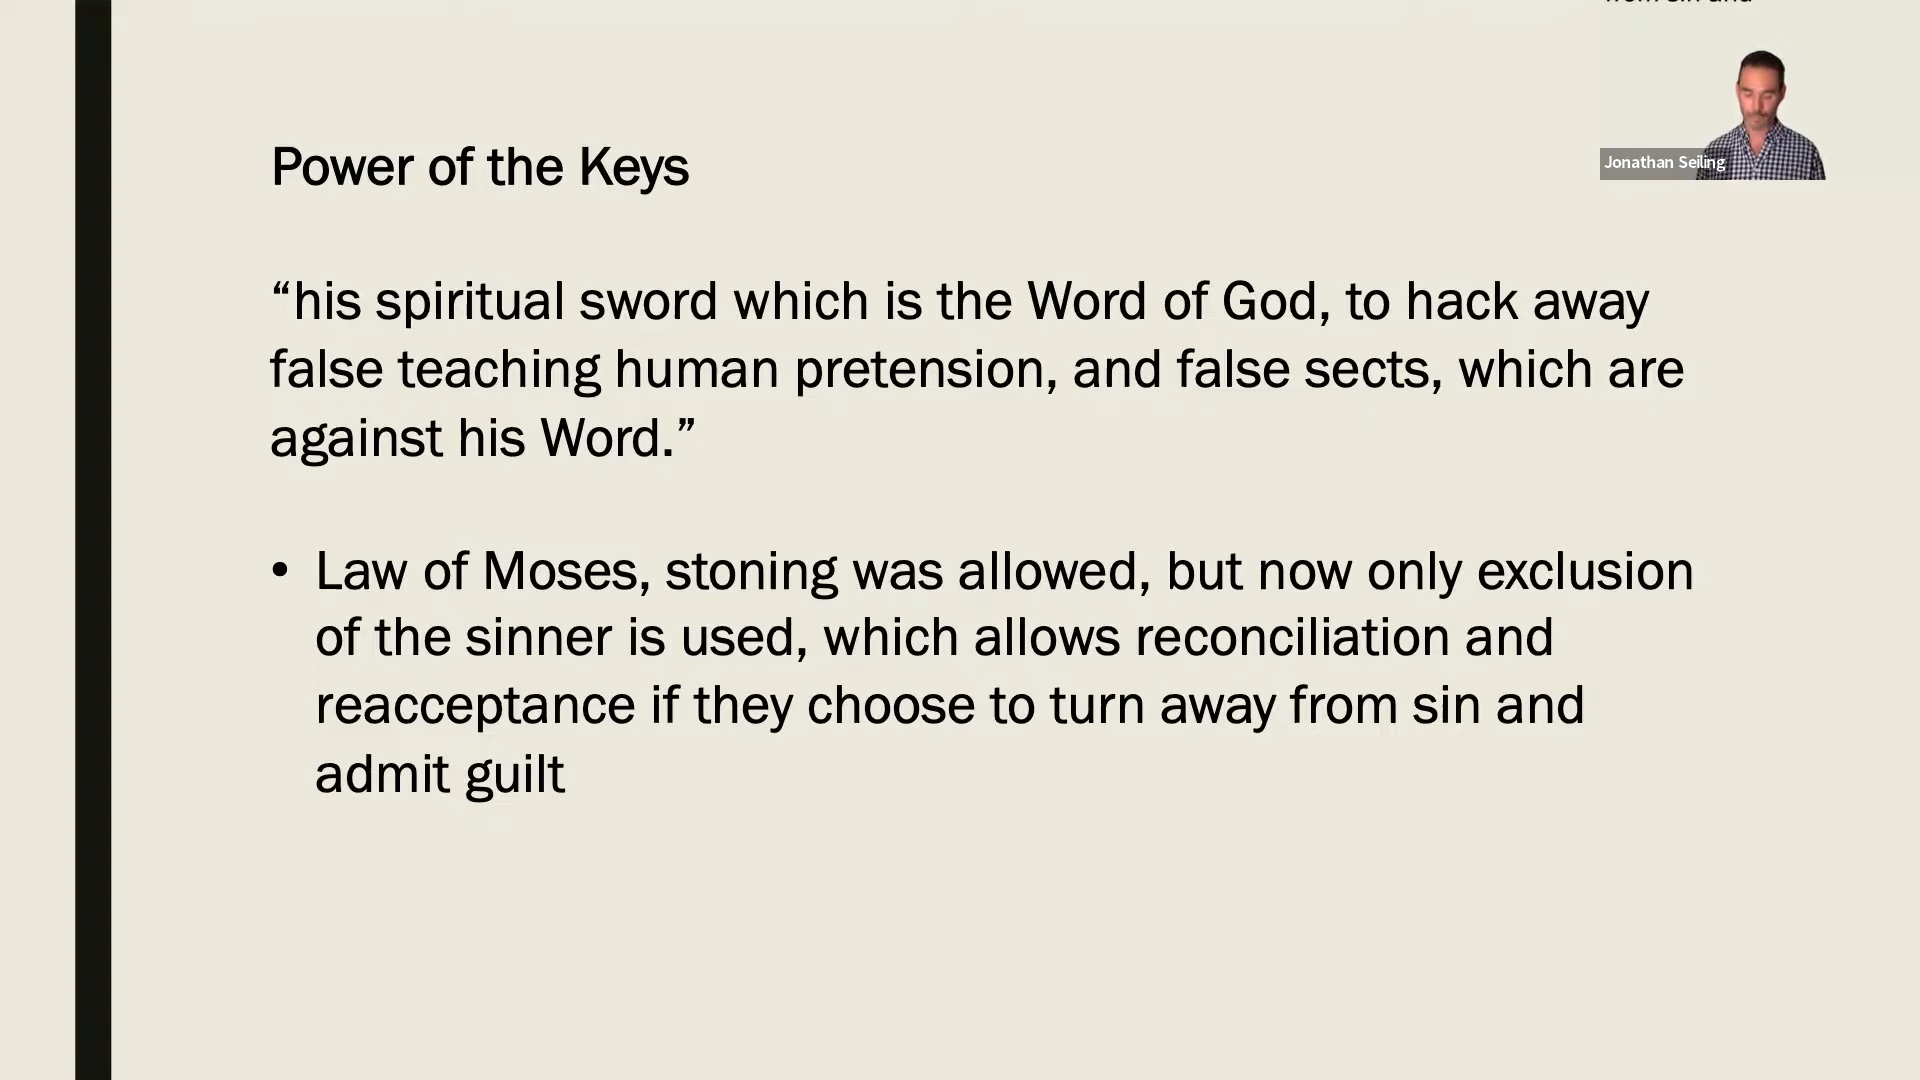 from sin and
Jonathan Seiling
Power of the Keys
“his spiritual sword which is the Word of God, to hack away
false teaching human pretension, and false sects, which are
against his Word.”
• Law of Moses, stoning was allowed, but now only exclusion
of the sinner is used, which allows reconciliation and
reacceptance if they choose to turn away from sin and
admit guilt